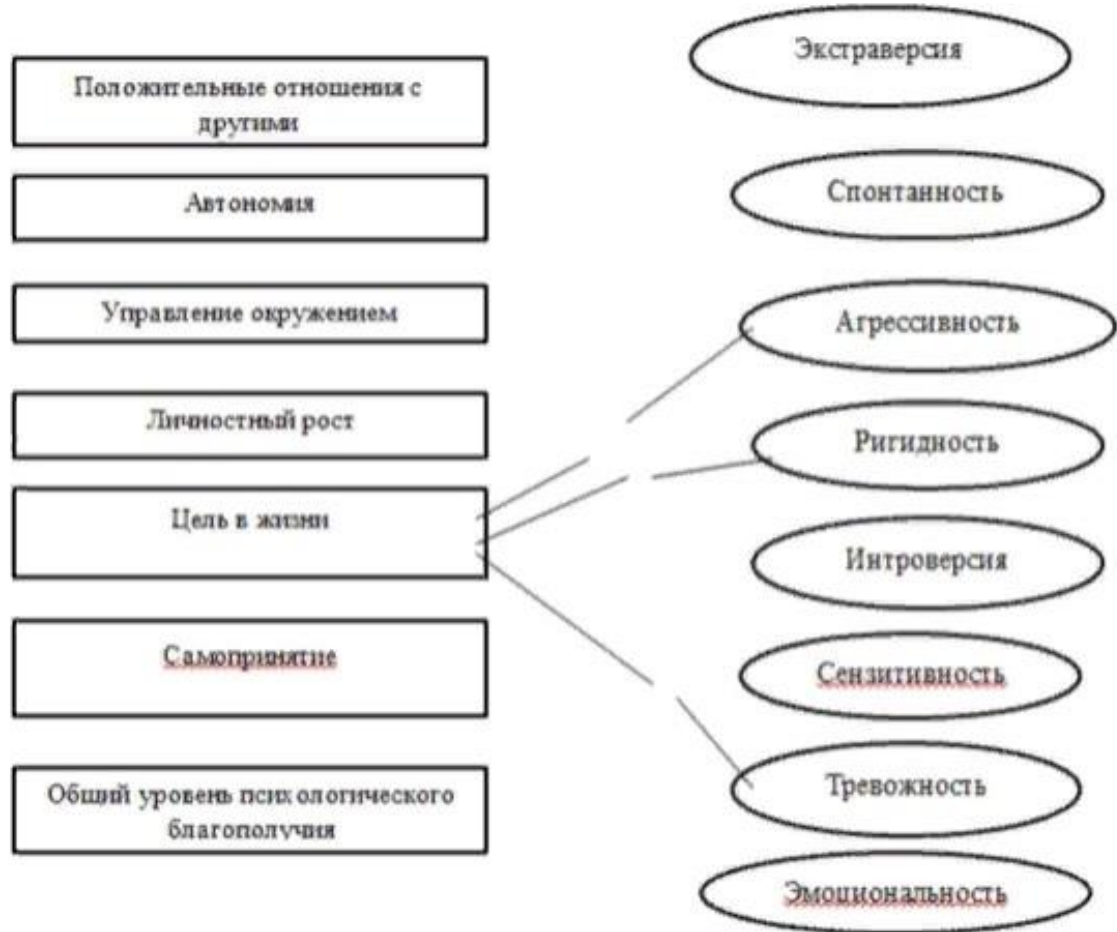 Положительные отношения с
другими
Автономия
Управление окружением
Личностный рост
Цель в жизни
Самопринятие
Общий уровень психологического
благополучия
Экстраверсия
Спонтанность
Агрессивность
Ригидность
Интроверсия
Сензитивность
Тревожность
Эмоциональность